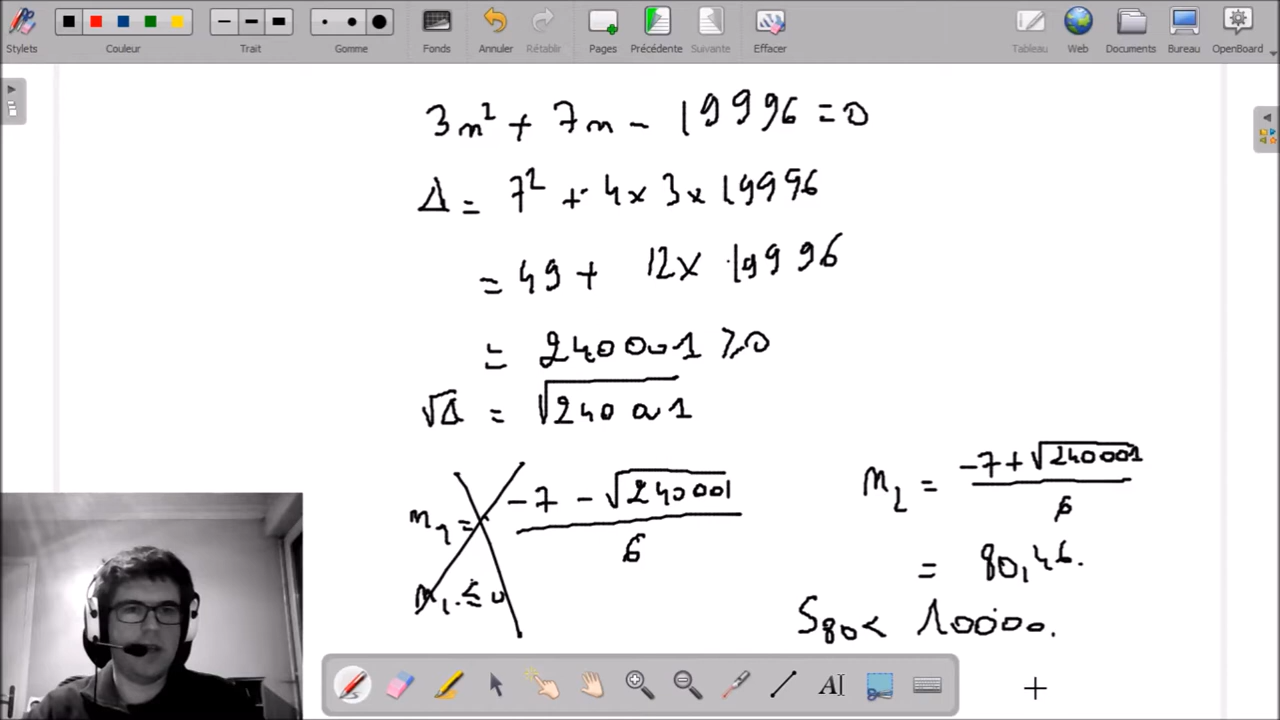 Stylets Couleur Trait Gomme Fonds Annuler Rétablir Pages Précédente Suivante Effacer Tableau Web Documents Bureau OpenBoard
3n² + 7n - 19996 = 0
Δ = 7² + 4 x 3 x 19996
= 49 + 12 x 19996
= 240001 ≥ 0
√Δ = √240001
n₁ = (-7 - √240001)/6
n₁ ≤ 0
n₂ = (-7 + √240001)/6
= 80,46.
S₈₀ < 10000.